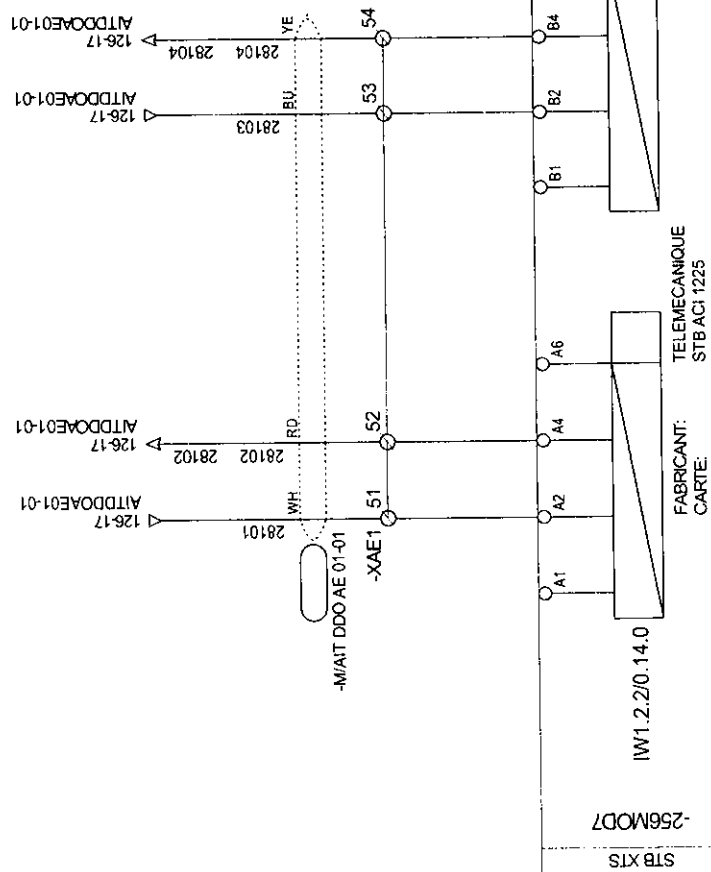 AITDDOAE01-01
126-17
28104
28104
YE
54
B4
AITDDOAE01-01
126-17
28103
BU
53
B2
B1
AITDDOAE01-01
126-17
28102
28102
RD
52
A6
A4
AITDDOAE01-01
126-17
28101
WH
51
A2
A1
-XAE1
-M/AIT DDO AE 01-01
FABRICANT: TELEMECANIQUE
CARTE: STB ACI 1225
IW1.2.2/0.14.0
-256MOD7
STB XTS